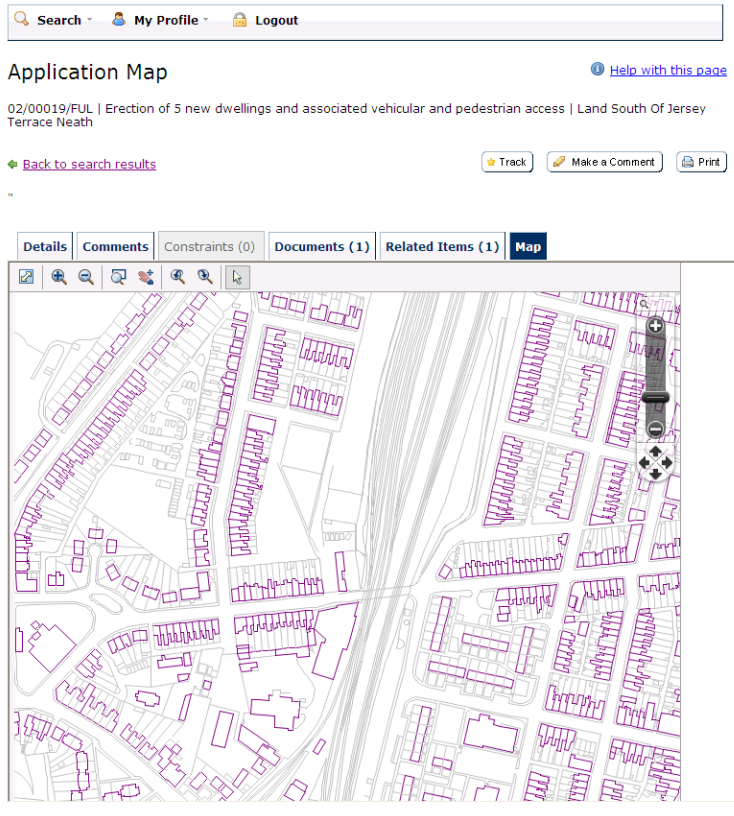 Search My Profile Logout
Application Map
Help with this page
02/00019/FUL | Erection of 5 new dwellings and associated vehicular and pedestrian access | Land South Of Jersey
Terrace Neath
Back to search results
Track Make a Comment Print
"
Details Comments Constraints (0) Documents (1) Related Items (1) Map